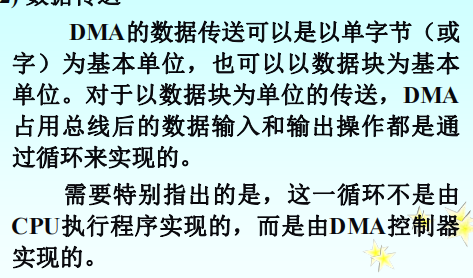 DMA的数据传送可以是以单字节（或
字）为基本单位，也可以以数据块为基本
单位。对于以数据块为单位的传送，DMA
占用总线后的数据输入和输出操作都是通
过循环来实现的。
需要特别指出的是，这一循环不是由
CPU执行程序实现的，而是由DMA控制器
实现的。